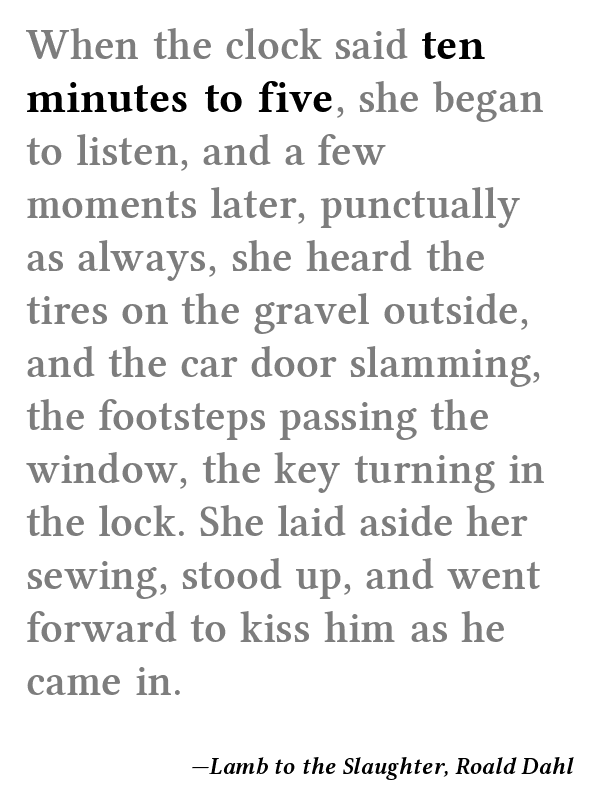 When the clock said ten
minutes to five, she began
to listen, and a few
moments later, punctually
as always, she heard the
tires on the gravel outside,
and the car door slamming,
the footsteps passing the
window, the key turning in
the lock. She laid aside her
sewing, stood up, and went
forward to kiss him as he
came in.
—Lamb to the Slaughter, Roald Dahl